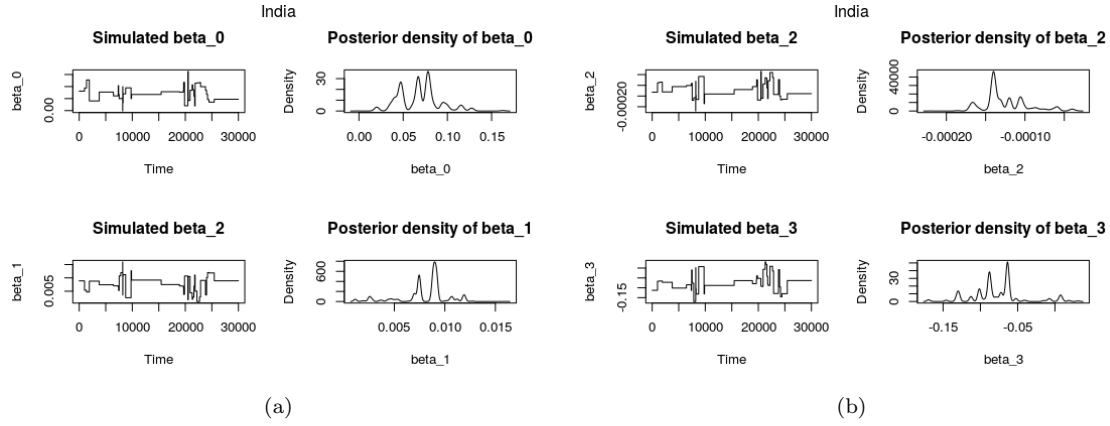 India
Simulated beta_0
beta_0
0.00
0 10000 20000 30000
Time
Posterior density of beta_0
Density
0 30
0.00 0.05 0.10 0.15
beta_0
Simulated beta_2
beta_1
0.005
0 10000 20000 30000
Time
Posterior density of beta_1
Density
0 600
0.005 0.010 0.015
beta_1
(a)
India
Simulated beta_2
beta_2
-0.00020
0 10000 20000 30000
Time
Posterior density of beta_2
Density
0 40000
-0.00020 -0.00010
beta_2
Simulated beta_3
beta_3
-0.15
0 10000 20000 30000
Time
Posterior density of beta_3
Density
0 30
-0.15 -0.05
beta_3
(b)